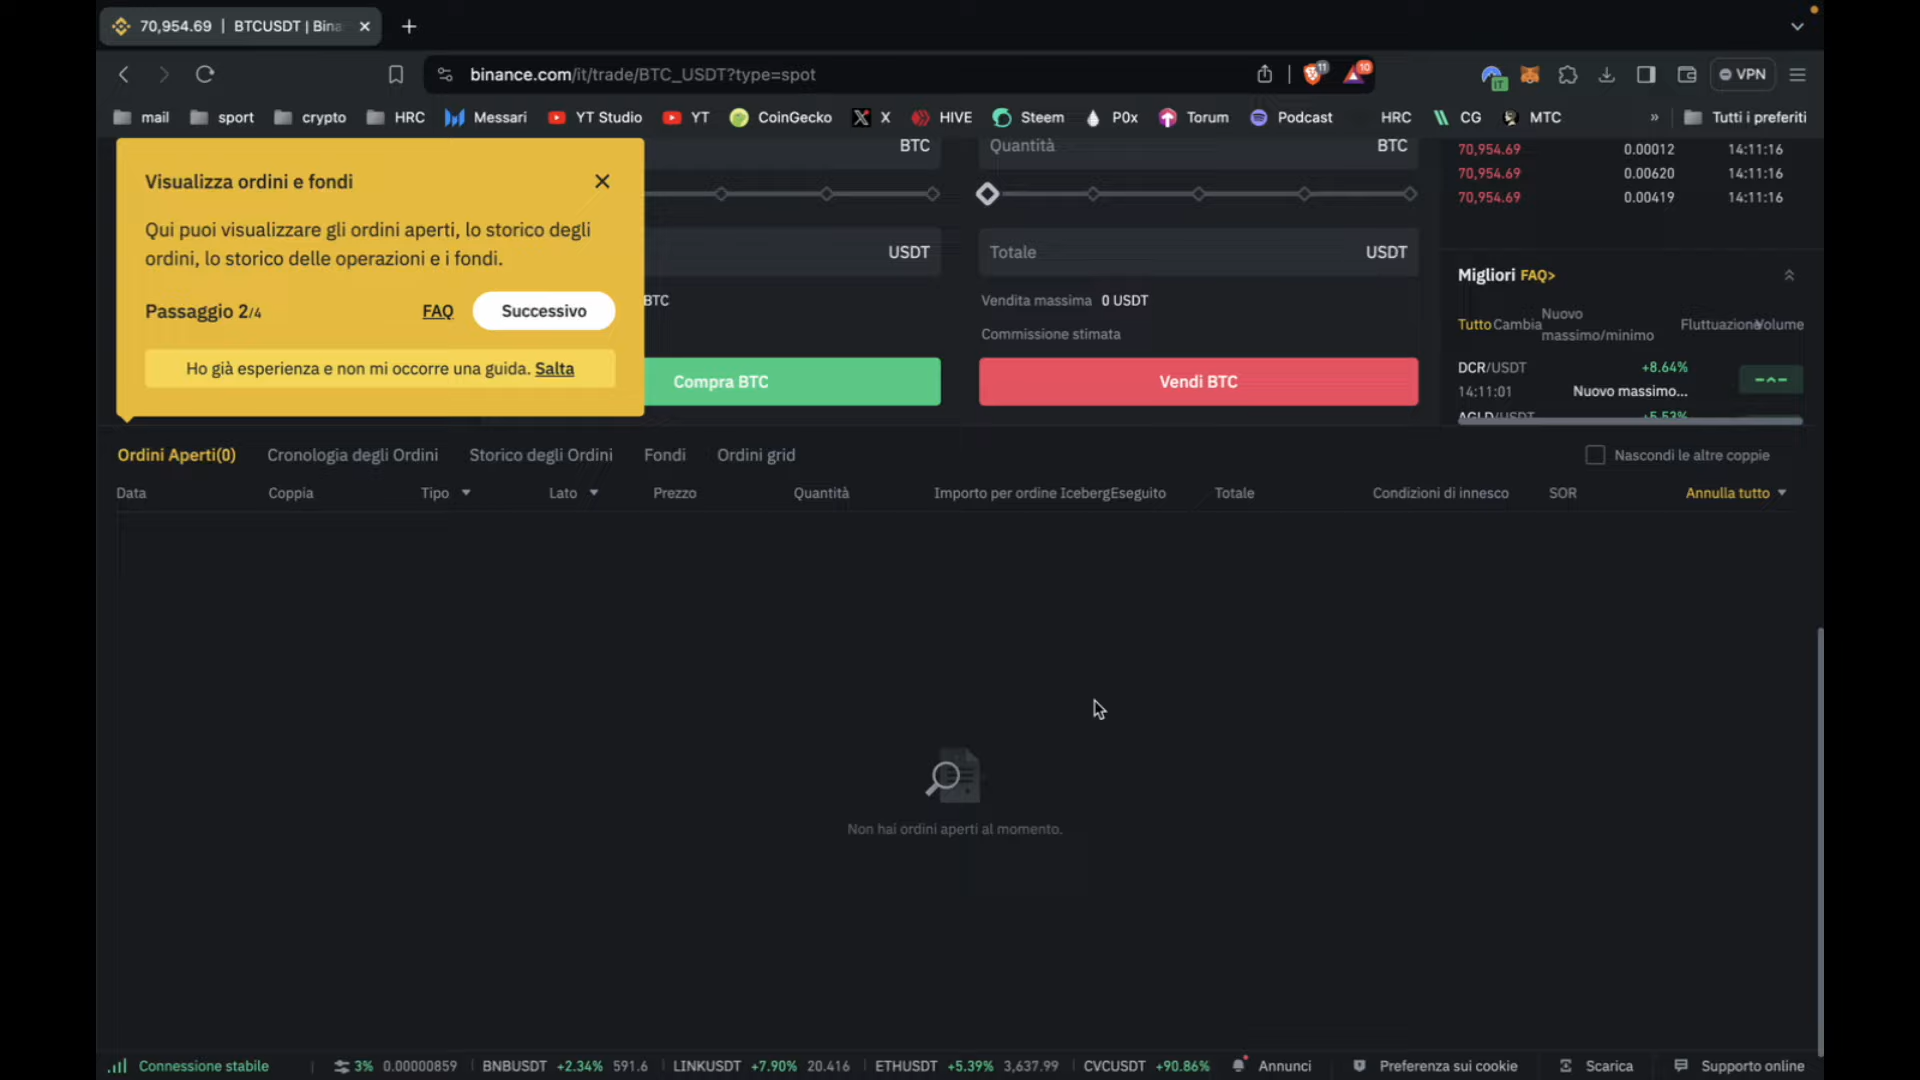 70,954.69 | BTCUSDT | Bina
binance.com/it/trade/BTC_USDT?type=spot
11
10
IT
VPN
mail
sport
crypto
HRC
Messari
YT Studio
YT
CoinGecko
X
HIVE
Steem
P0x
Torum
Podcast
HRC
CG
MTC
»
Tutti i preferiti
Visualizza ordini e fondi
Qui puoi visualizzare gli ordini aperti, lo storico degli
ordini, lo storico delle operazioni e i fondi.
Passaggio 2/4
FAQ
Successivo
Ho già esperienza e non mi occorre una guida. Salta
BTC
USDT
BTC
Compra BTC
Quantità BTC
Totale USDT
Vendita massima 0 USDT
Commissione stimata
Vendi BTC
70,954.69 0.00012 14:11:16
70,954.69 0.00620 14:11:16
70,954.69 0.00419 14:11:16
Migliori FAQ>
Tutto Cambia Nuovo massimo/minimo Fluttuazione Volume
DCR/USDT +8.64%
14:11:01 Nuovo massimo...
AGLD/USDT +5.53%
Ordini Aperti(0) Cronologia degli Ordini Storico degli Ordini Fondi Ordini grid
Nascondi le altre coppie
Data Coppia Tipo Lato Prezzo Quantità Importo per ordine Iceberg Eseguito Totale Condizioni di innesco SOR Annulla tutto
Non hai ordini aperti al momento.
Connessione stabile
3% 0.00000859
BNBUSDT +2.34% 591.6
LINKUSDT +7.90% 20.416
ETHUSDT +5.39% 3,637.99
CVCUSDT +90.86%
Annunci
Preferenza sui cookie
Scarica
Supporto online